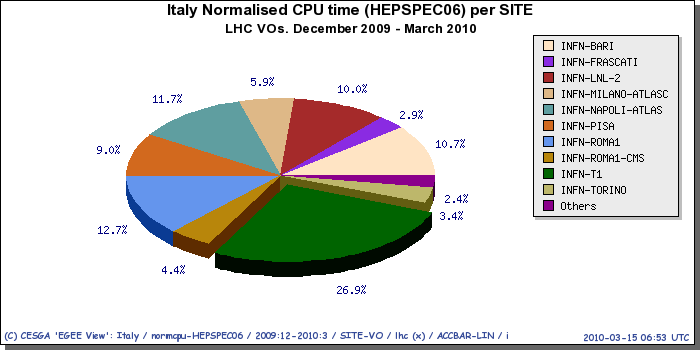 Italy Normalised CPU time (HEPSPEC06) per SITE
LHC VOs. December 2009 - March 2010
INFN-BARI
INFN-FRASCATI
INFN-LNL-2
INFN-MILANO-ATLASC
INFN-NAPOLI-ATLAS
INFN-PISA
INFN-ROMA1
INFN-ROMA1-CMS
INFN-T1
INFN-TORINO
Others
5.9%
10.0%
11.7%
2.9%
10.7%
9.0%
2.4%
3.4%
12.7%
4.4%
26.9%
(C) CESGA 'EGEE View': Italy / normcpu-HEPSPEC06 / 2009:12-2010:3 / SITE-VO / lhc (x) / ACCBAR-LIN / i
2010-03-15 06:53 UTC